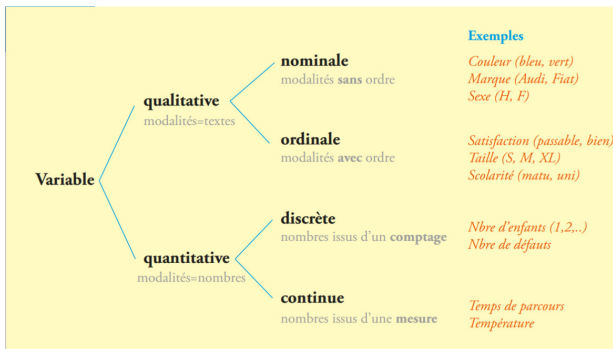 Exemples
nominale
modalités sans ordre
Couleur (bleu, vert)
Marque (Audi, Fiat)
Sexe (H, F)
qualitative
modalités=textes
ordinale
modalités avec ordre
Satisfaction (passable, bien)
Taille (S, M, XL)
Scolarité (matu, uni)
Variable
discrète
nombres issus d'un comptage
Nbre d'enfants (1,2,..)
Nbre de défauts
quantitative
modalités=nombres
continue
nombres issus d'une mesure
Temps de parcours
Température